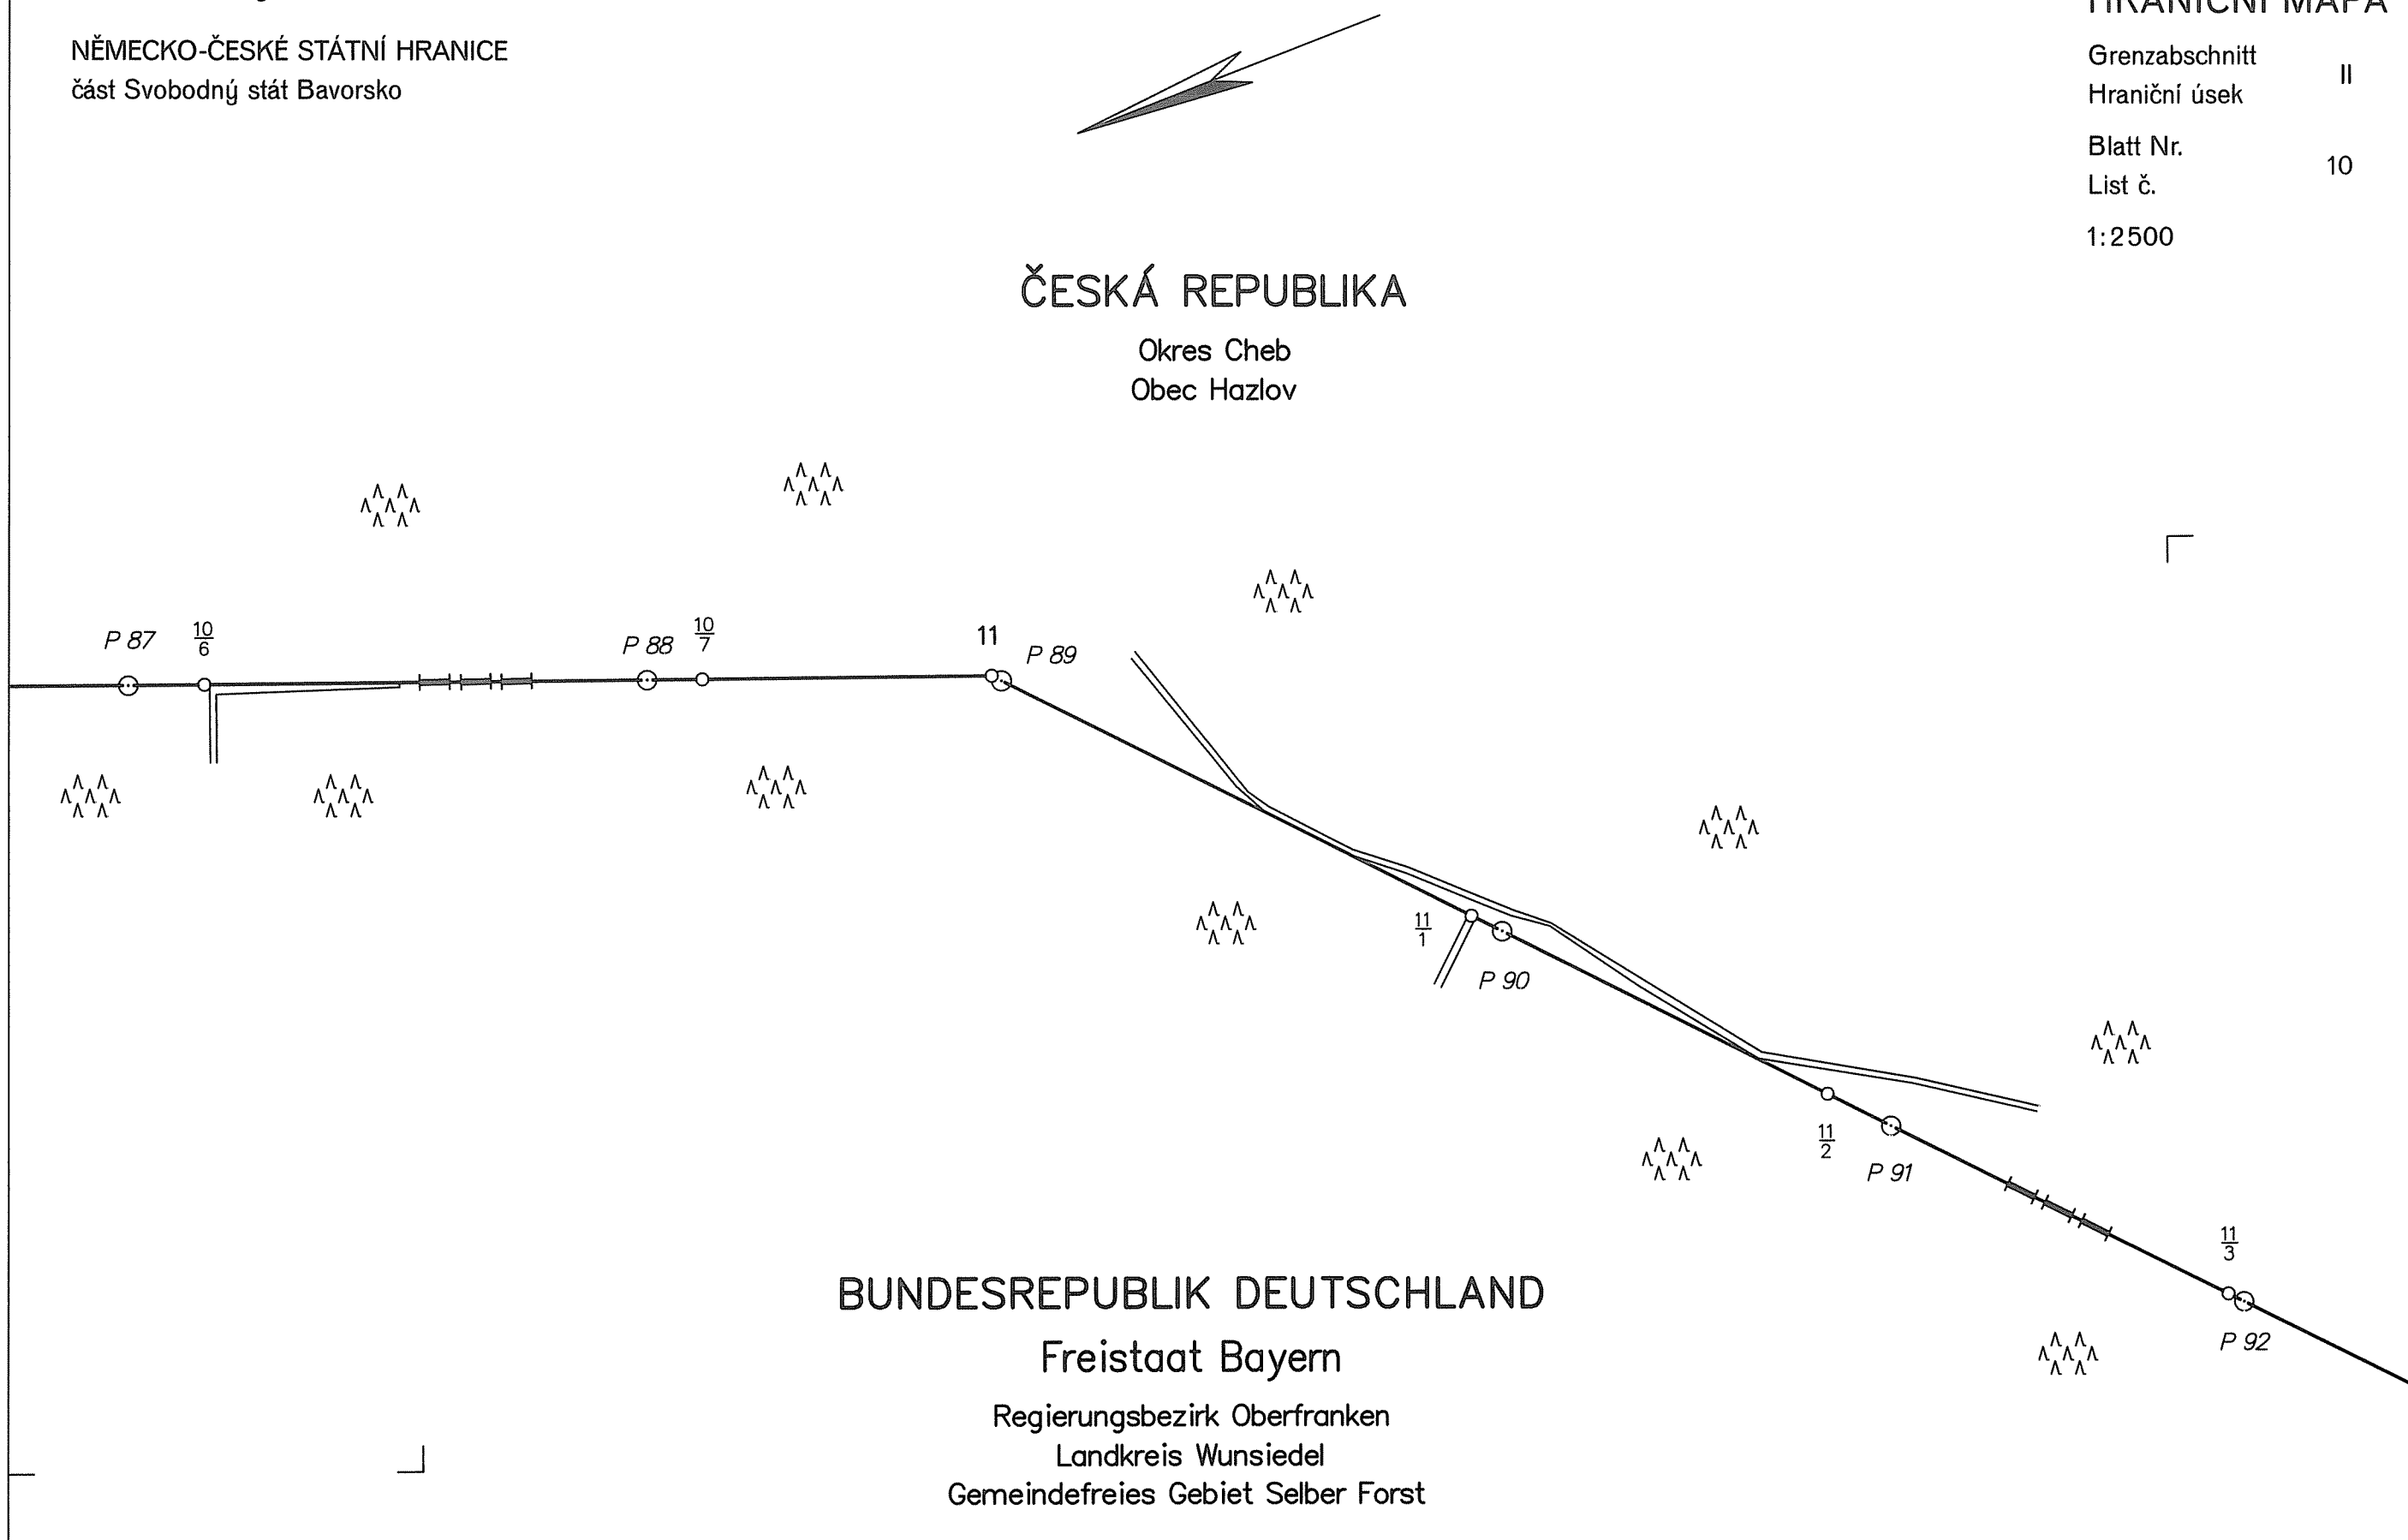 NĚMECKO-ČESKÉ STÁTNÍ HRANICE
část Svobodný stát Bavorsko
HRANIČNÍ MAPA
Grenzabschnitt
Hraniční úsek
II
Blatt Nr.
List č.
10
1:2500
ČESKÁ REPUBLIKA
Okres Cheb
Obec Hazlov
P 87
10
6
P 88
10
7
11
P 89
11
1
P 90
11
2
P 91
11
3
P 92
BUNDESREPUBLIK DEUTSCHLAND
Freistaat Bayern
Regierungsbezirk Oberfranken
Landkreis Wunsiedel
Gemeindefreies Gebiet Selber Forst